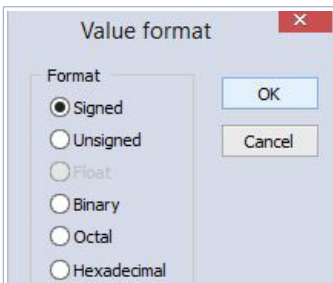 Value format
Format
Signed
OK
Unsigned
Cancel
Float
Binary
Octal
Hexadecimal